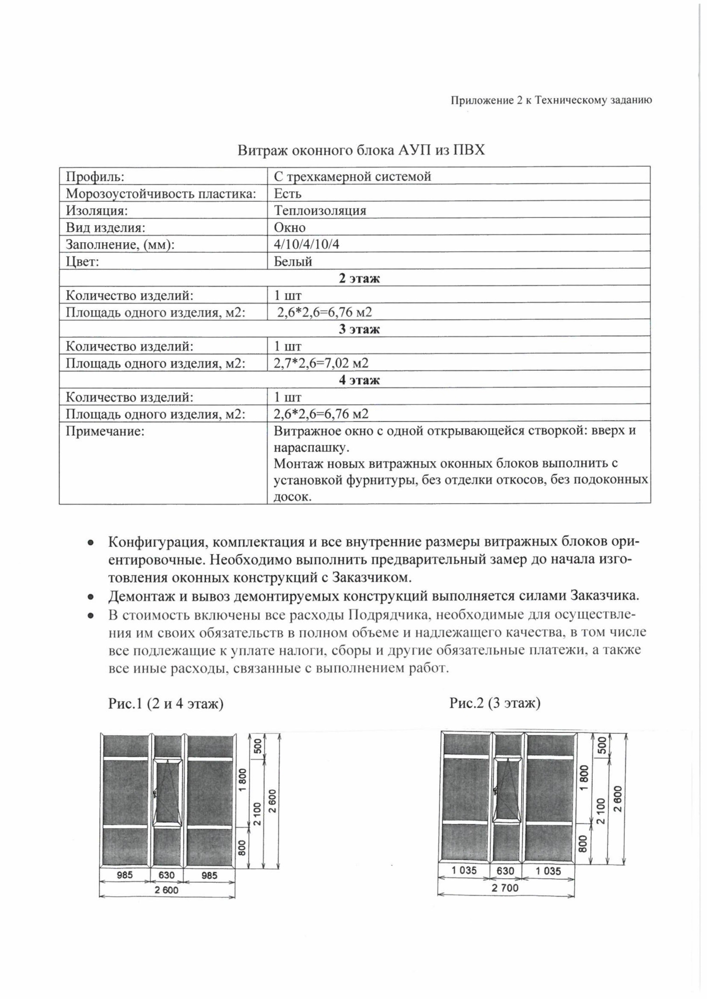 Приложение 2 к Техническому заданию
Витраж оконного блока АУП из ПВХ
Профиль: С трехкамерной системой
Морозоустойчивость пластика: Есть
Изоляция: Теплоизоляция
Вид изделия: Окно
Заполнение, (мм): 4/10/4/10/4
Цвет: Белый
2 этаж
Количество изделий: 1 шт
Площадь одного изделия, м2: 2,6*2,6=6,76 м2
3 этаж
Количество изделий: 1 шт
Площадь одного изделия, м2: 2,7*2,6=7,02 м2
4 этаж
Количество изделий: 1 шт
Площадь одного изделия, м2: 2,6*2,6=6,76 м2
Примечание: Витражное окно с одной открывающейся створкой: вверх и
нараспашку.
Монтаж новых витражных оконных блоков выполнить с
установкой фурнитуры, без отделки откосов, без подоконных
досок.
• Конфигурация, комплектация и все внутренние размеры витражных блоков ори-
ентировочные. Необходимо выполнить предварительный замер до начала изго-
товления оконных конструкций с Заказчиком.
• Демонтаж и вывоз демонтируемых конструкций выполняется силами Заказчика.
• В стоимость включены все расходы Подрядчика, необходимые для осуществле-
ния им своих обязательств в полном объеме и надлежащего качества, в том числе
все подлежащие к уплате налоги, сборы и другие обязательные платежи, а также
все иные расходы, связанные с выполнением работ.
Рис.1 (2 и 4 этаж)
500
1 800
2 100
2 600
800
985 630 985
2 600
Рис.2 (3 этаж)
500
1 800
2 100
2 600
800
1 035 630 1 035
2 700